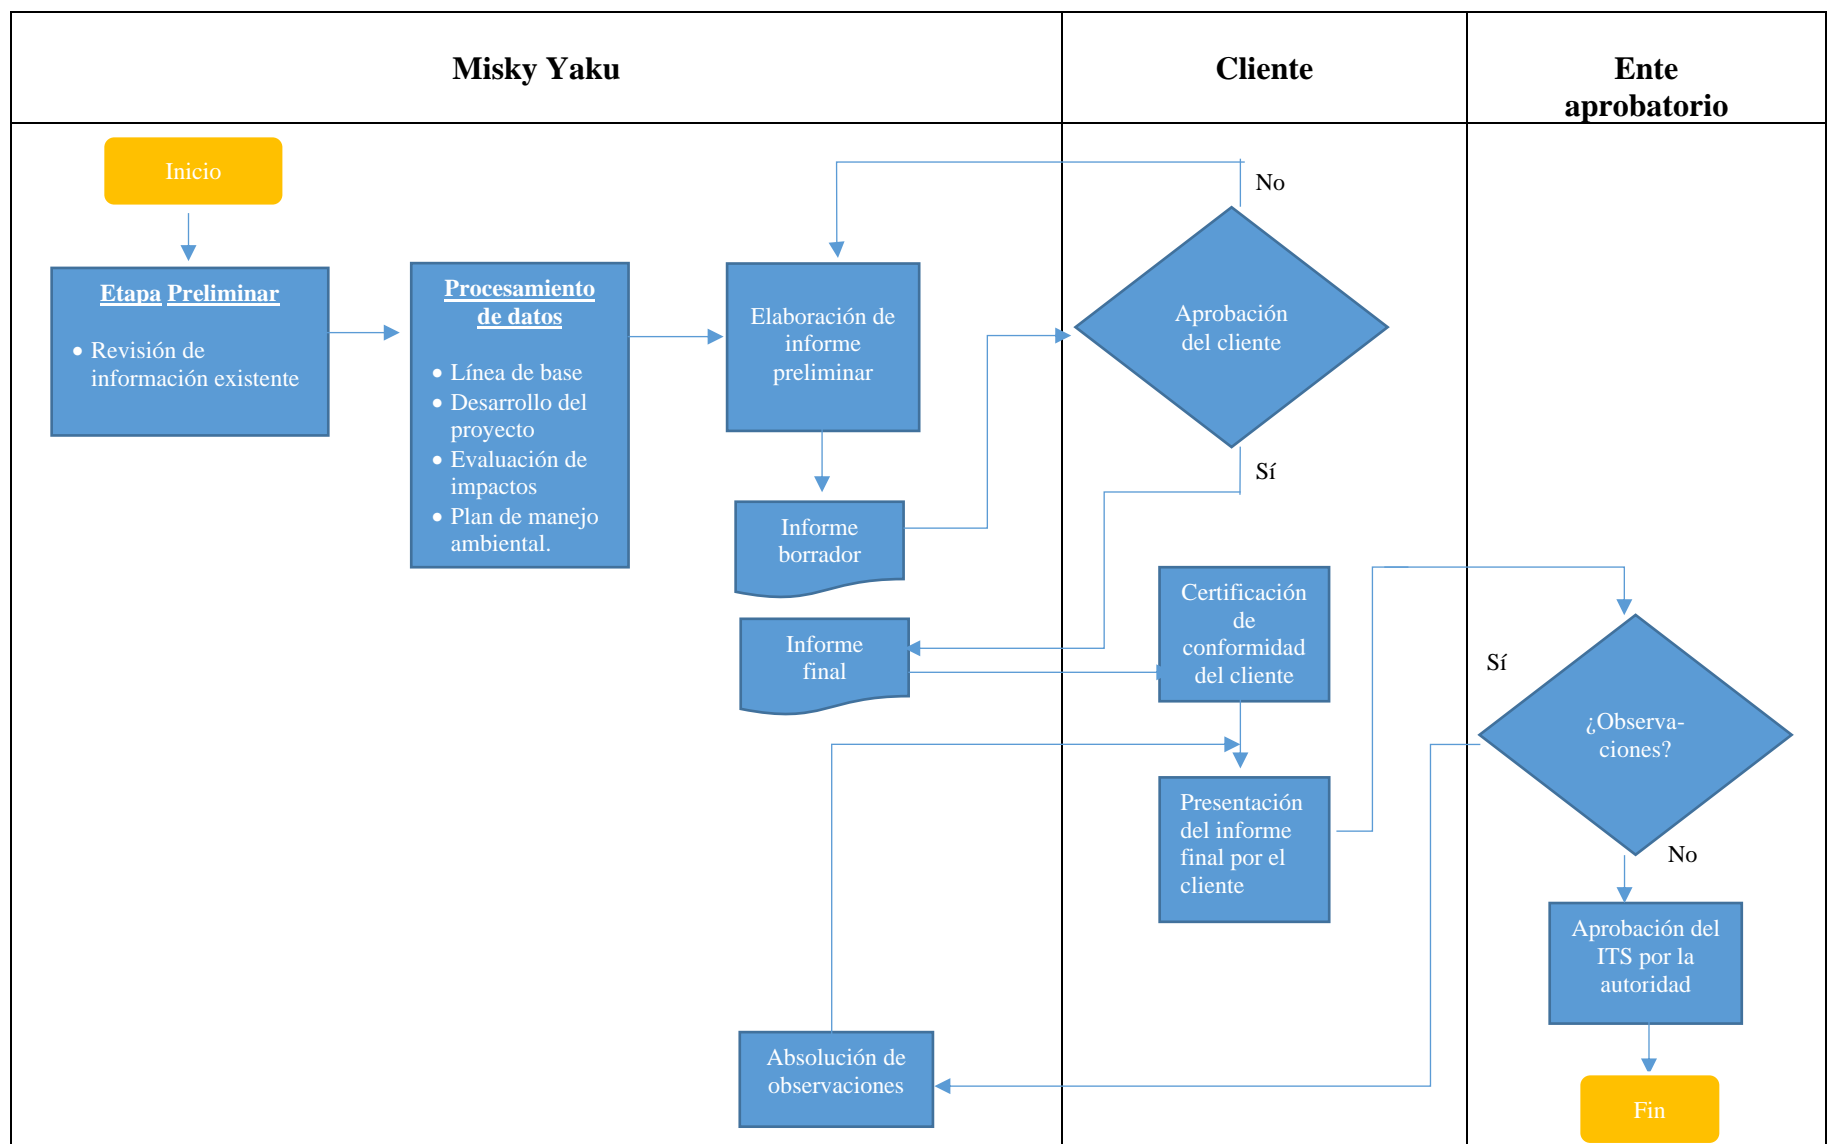 Misky Yaku
Cliente
Ente
aprobatorio
Inicio
Etapa Preliminar
• Revisión de
información existente
Procesamiento
de datos
• Línea de base
• Desarrollo del
proyecto
• Evaluación de
impactos
• Plan de manejo
ambiental.
Elaboración de
informe
preliminar
Informe
borrador
Informe
final
Absolución de
observaciones
No
Aprobación
del cliente
Sí
Certificación
de
conformidad
del cliente
Presentación
del informe
final por el
cliente
Sí
¿Observa-
ciones?
No
Aprobación del
ITS por la
autoridad
Fin